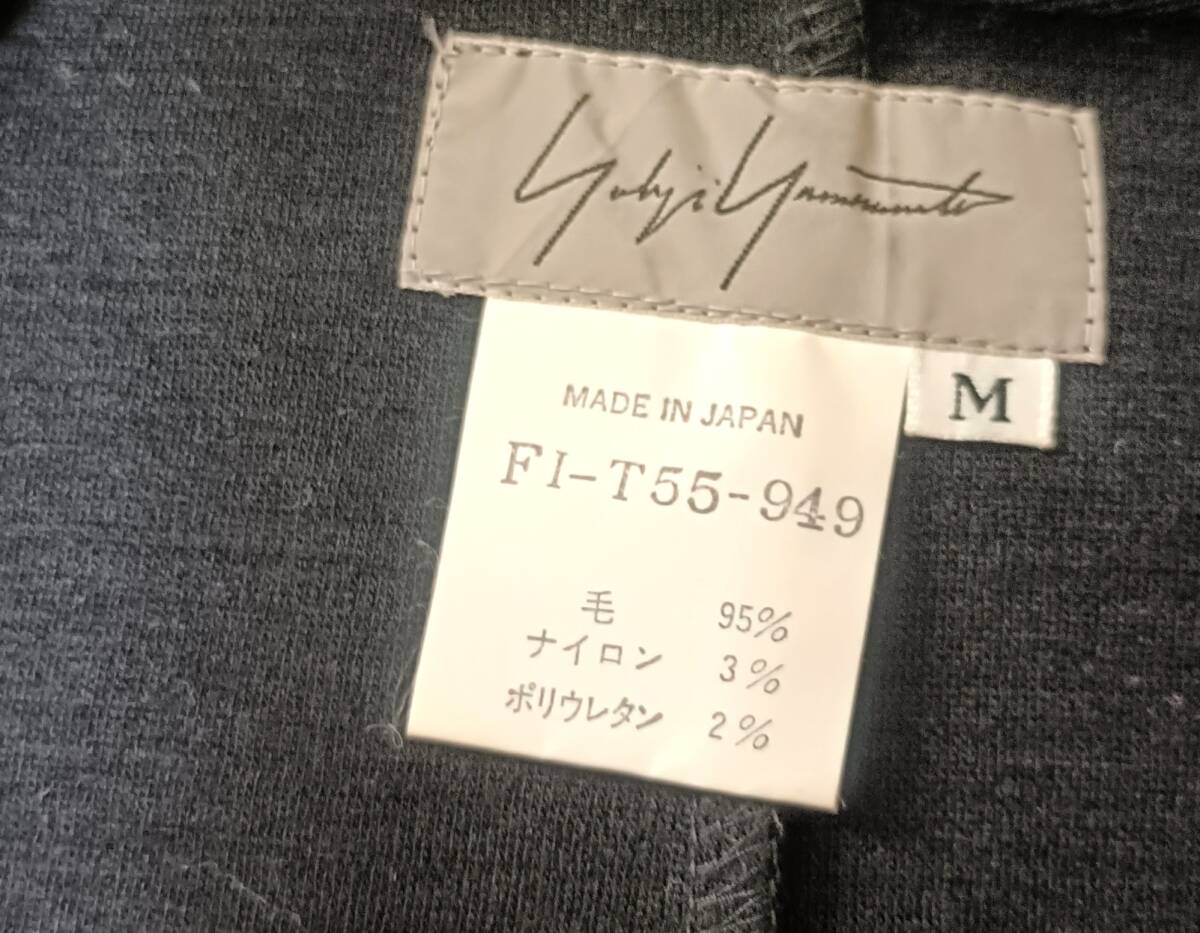 Yohji Yamamoto
M
MADE IN JAPAN
FI-T55-949
毛 95%
ナイロン 3%
ポリウレタン 2%